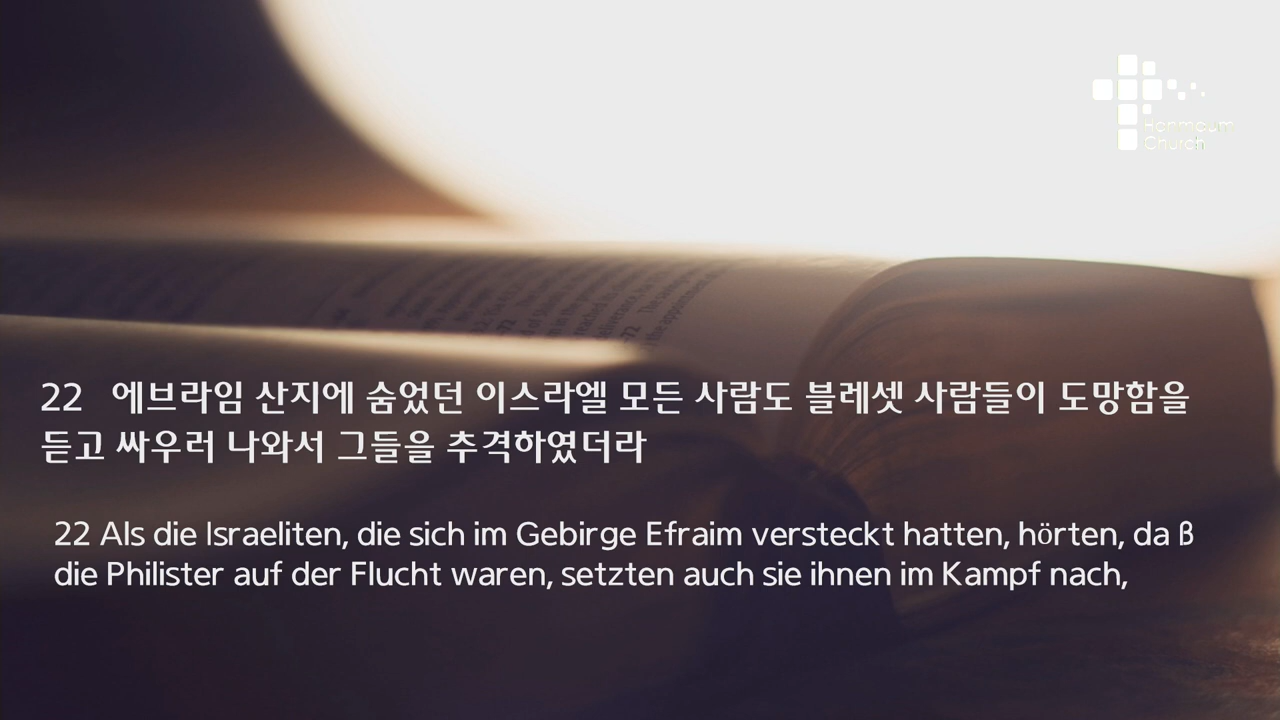 Hanmaum
Church
22 에브라임 산지에 숨었던 이스라엘 모든 사람도 블레셋 사람들이 도망함을
듣고 싸우러 나와서 그들을 추격하였더라
22 Als die Israeliten, die sich im Gebirge Efraim versteckt hatten, hörten, da ß
die Philister auf der Flucht waren, setzten auch sie ihnen im Kampf nach,